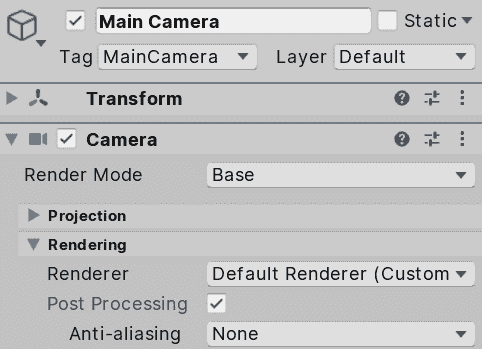 Main Camera Static
Tag MainCamera Layer Default
Transform
Camera
Render Mode Base
Projection
Rendering
Renderer Default Renderer (Custom
Post Processing
Anti-aliasing None